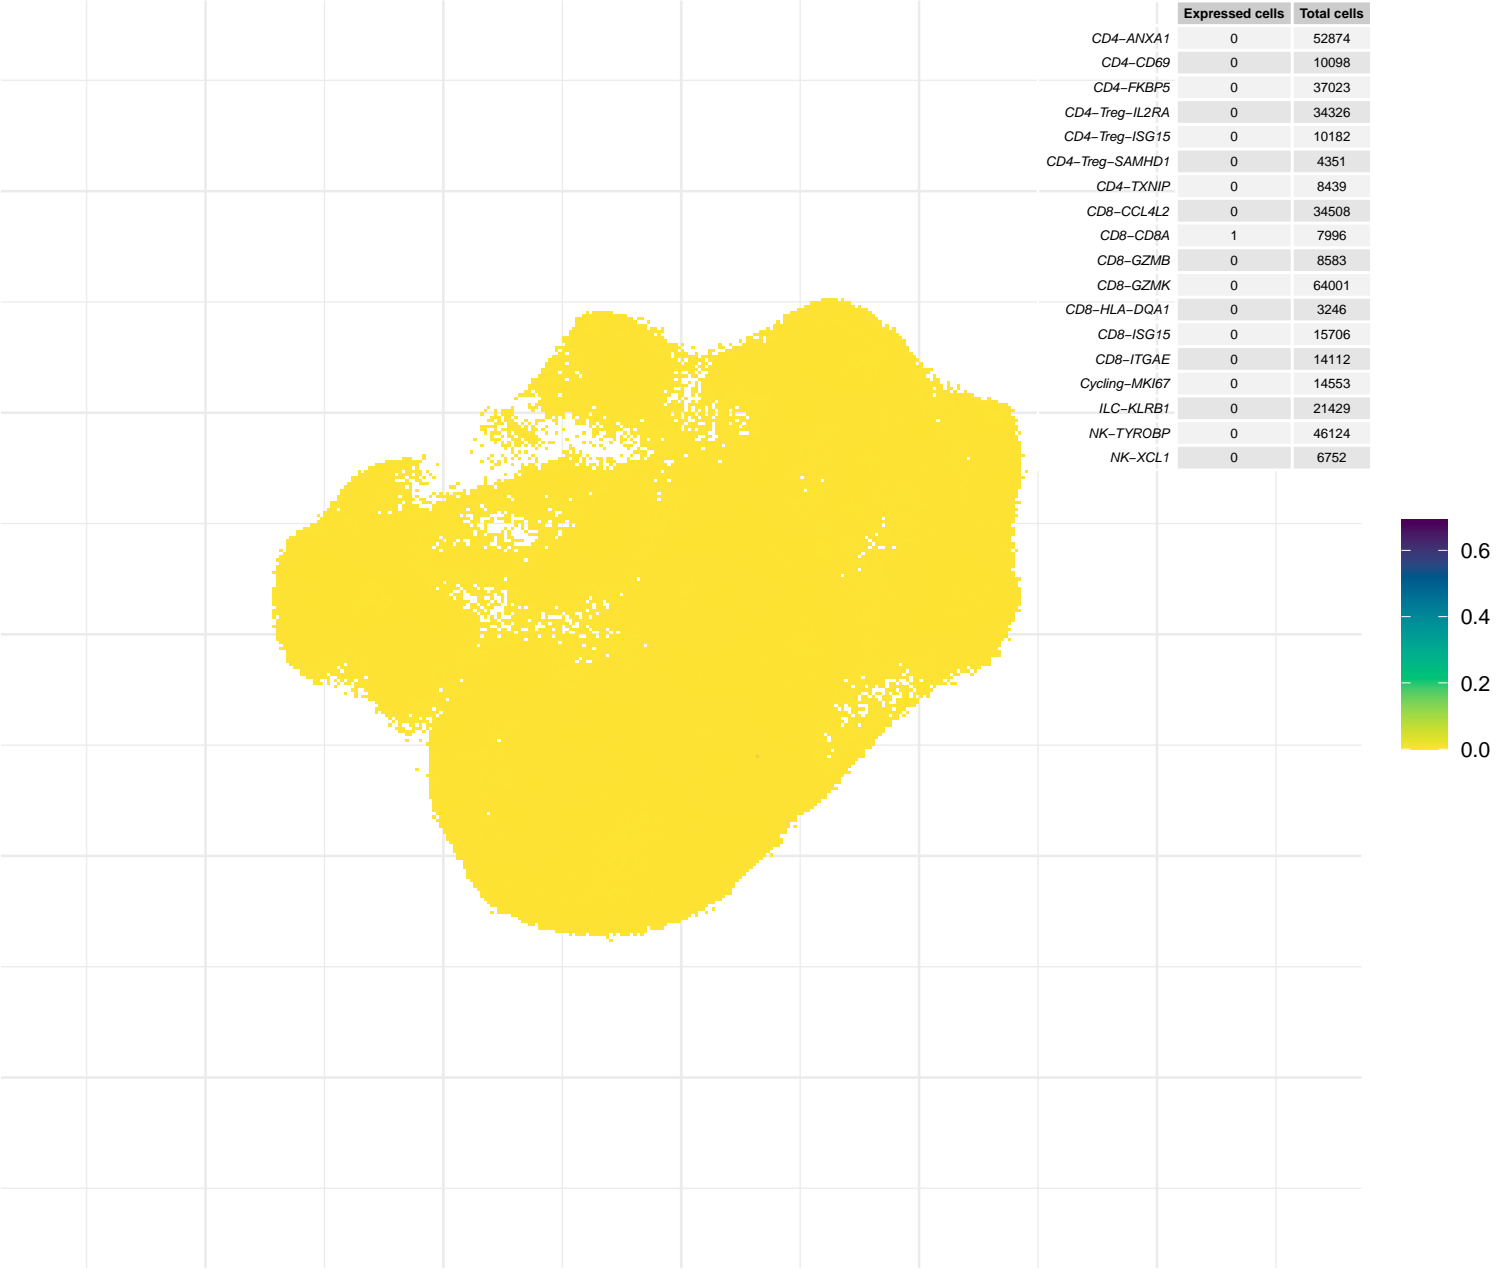 Expressed cells Total cells
CD4−ANXA1 0 52874
CD4−CD69 0 10098
CD4−FKBP5 0 37023
CD4−Treg−IL2RA 0 34326
CD4−Treg−ISG15 0 10182
CD4−Treg−SAMHD1 0 4351
CD4−TXNIP 0 8439
CD8−CCL4L2 0 34508
CD8−CD8A 1 7996
CD8−GZMB 0 8583
CD8−GZMK 0 64001
CD8−HLA−DQA1 0 3246
CD8−ISG15 0 15706
CD8−ITGAE 0 14112
Cycling−MKI67 0 14553
ILC−KLRB1 0 21429
NK−TYROBP 0 46124
NK−XCL1 0 6752
0.6
0.4
0.2
0.0